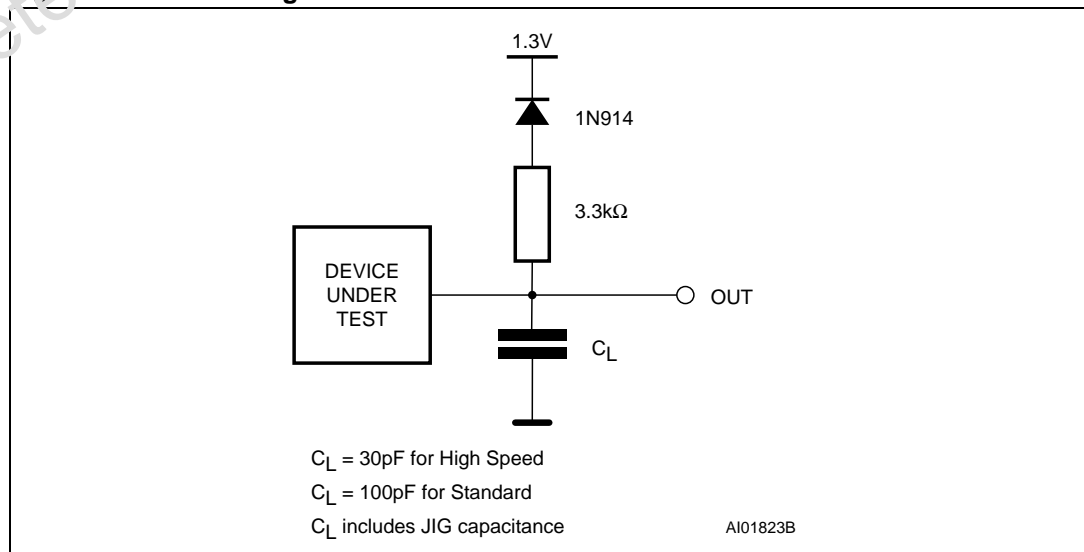 1.3V
1N914
3.3kΩ
DEVICE
UNDER
TEST
OUT
CL
CL = 30pF for High Speed
CL = 100pF for Standard
CL includes JIG capacitance
AI01823B